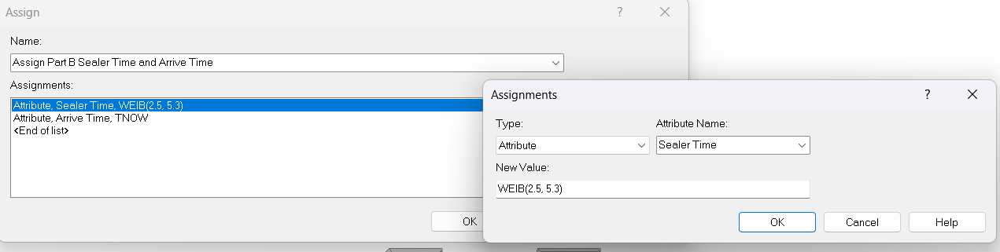 Assign
?
Name:
Assign Part B Sealer Time and Arrive Time
Assignments:
Attribute, Sealer Time, WEIB(2.5, 5.3)
Attribute, Arrive Time, TNOW
<End of list>
OK
Assignments
?
Type:
Attribute Name:
Attribute
Sealer Time
New Value:
WEIB(2.5, 5.3)
OK
Cancel
Help